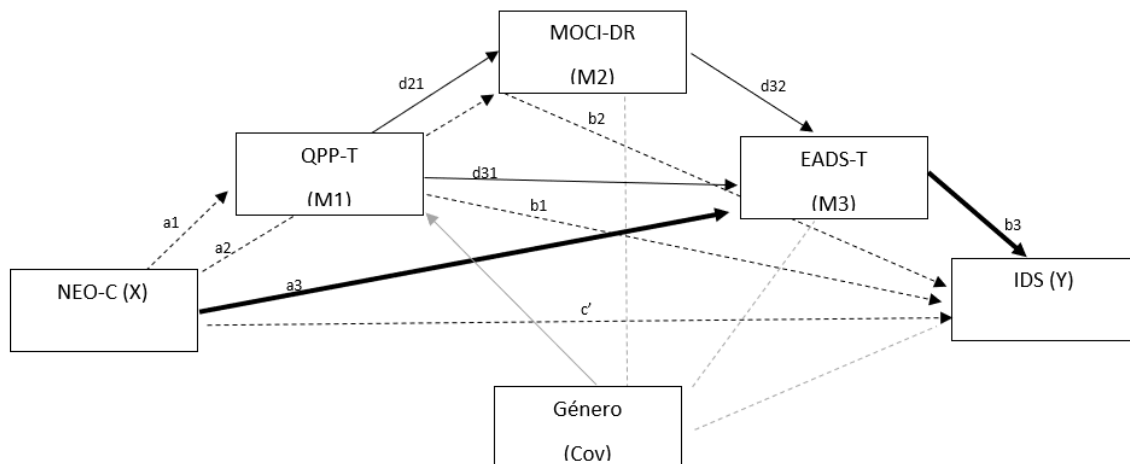 MOCI-DR
(M2)
d21
d32
b2
QPP-T
(M1)
EADS-T
(M3)
d31
b1
b3
a1
a2
NEO-C (X)
a3
IDS (Y)
c’
Género
(Cov)